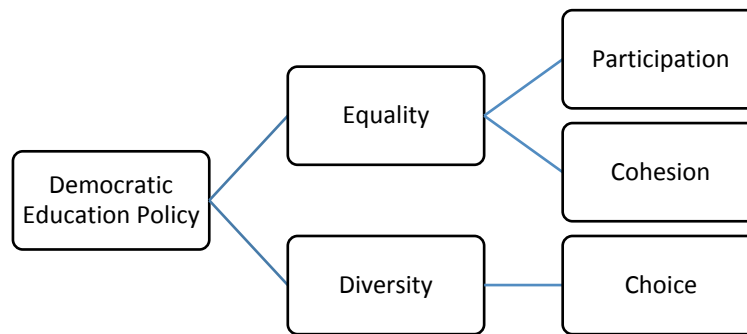 Participation
Equality
Cohesion
Democratic
Education Policy
Diversity
Choice